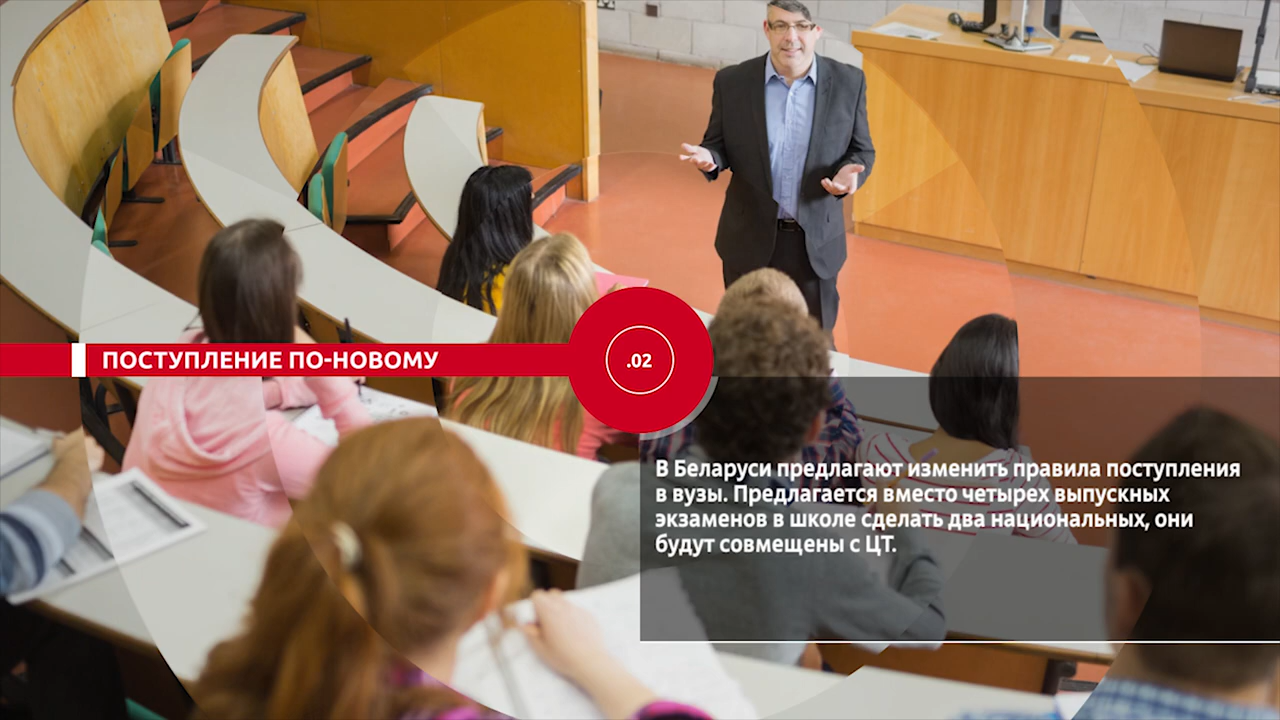 ПОСТУПЛЕНИЕ ПО-НОВОМУ
.02
В Беларуси предлагают изменить правила поступления
в вузы. Предлагается вместо четырех выпускных
экзаменов в школе сделать два национальных, они
будут совмещены с ЦТ.